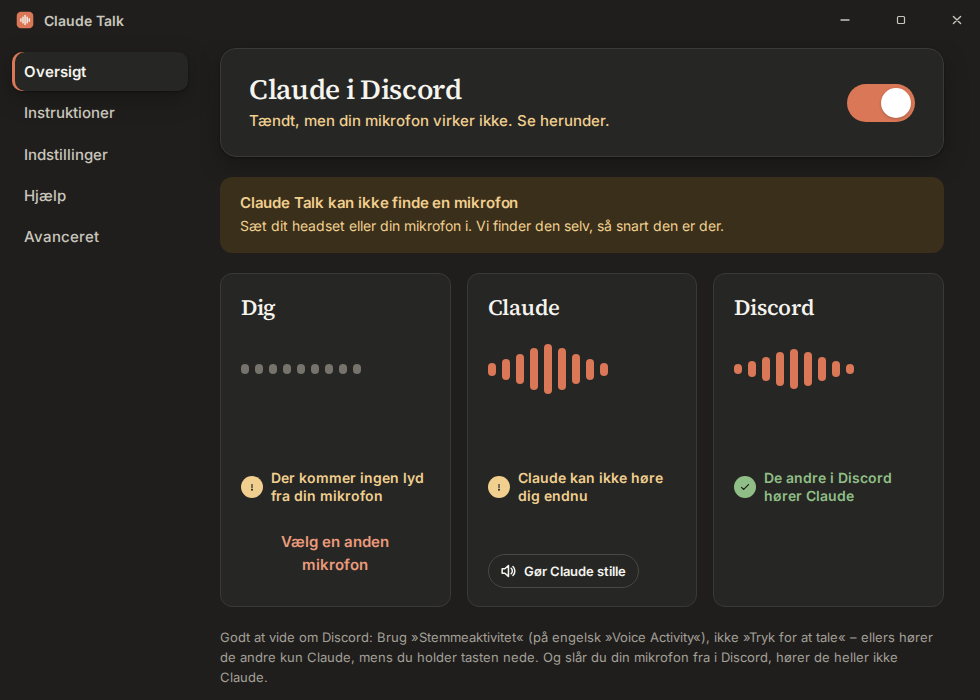 Claude Talk
Oversigt
Instruktioner
Indstillinger
Hjælp
Avanceret
Claude i Discord
Tændt, men din mikrofon virker ikke. Se herunder.
Claude Talk kan ikke finde en mikrofon
Sæt dit headset eller din mikrofon i. Vi finder den selv, så snart den er der.
Dig
Der kommer ingen lyd
fra din mikrofon
Vælg en anden
mikrofon
Claude
Claude kan ikke høre
dig endnu
Gør Claude stille
Discord
De andre i Discord
hører Claude
Godt at vide om Discord: Brug »Stemmeaktivitet« (på engelsk »Voice Activity«), ikke »Tryk for at tale« – ellers hører
de andre kun Claude, mens du holder tasten nede. Og slår du din mikrofon fra i Discord, hører de heller ikke
Claude.